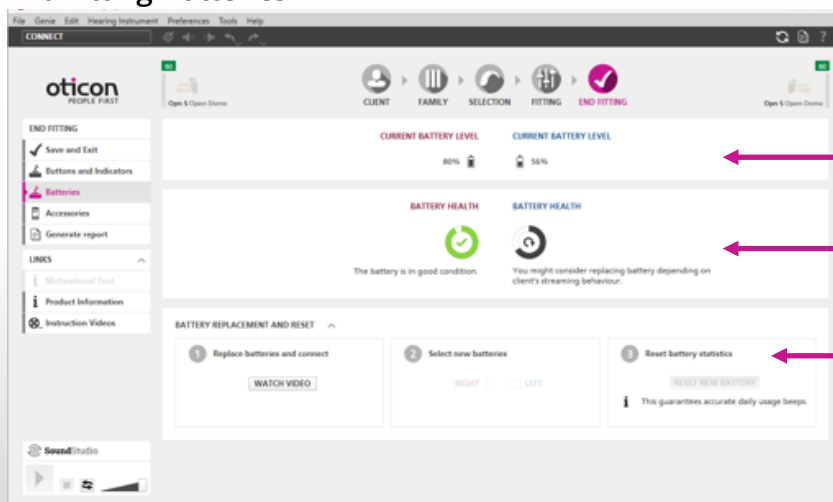 File Genie Edit Hearing Instrument Preferences Tools Help
CONNECT
?
oticon
PEOPLE FIRST
Opn S Open Dome
CLIENT
FAMILY
SELECTION
FITTING
END FITTING
Opn S Open Dome
END FITTING
Save and Exit
Buttons and Indicators
Batteries
Accessories
Generate report
LINKS
Motivational Tool
Product Information
Instruction Videos
CURRENT BATTERY LEVEL
80%
CURRENT BATTERY LEVEL
56%
BATTERY HEALTH
The battery is in good condition.
BATTERY HEALTH
You might consider replacing battery depending on
client's streaming behaviour.
BATTERY REPLACEMENT AND RESET
1 Replace batteries and connect
WATCH VIDEO
2 Select new batteries
RIGHT LEFT
3 Reset battery statistics
RESET NEW BATTERY
This guarantees accurate daily usage beeps.
SoundStudio